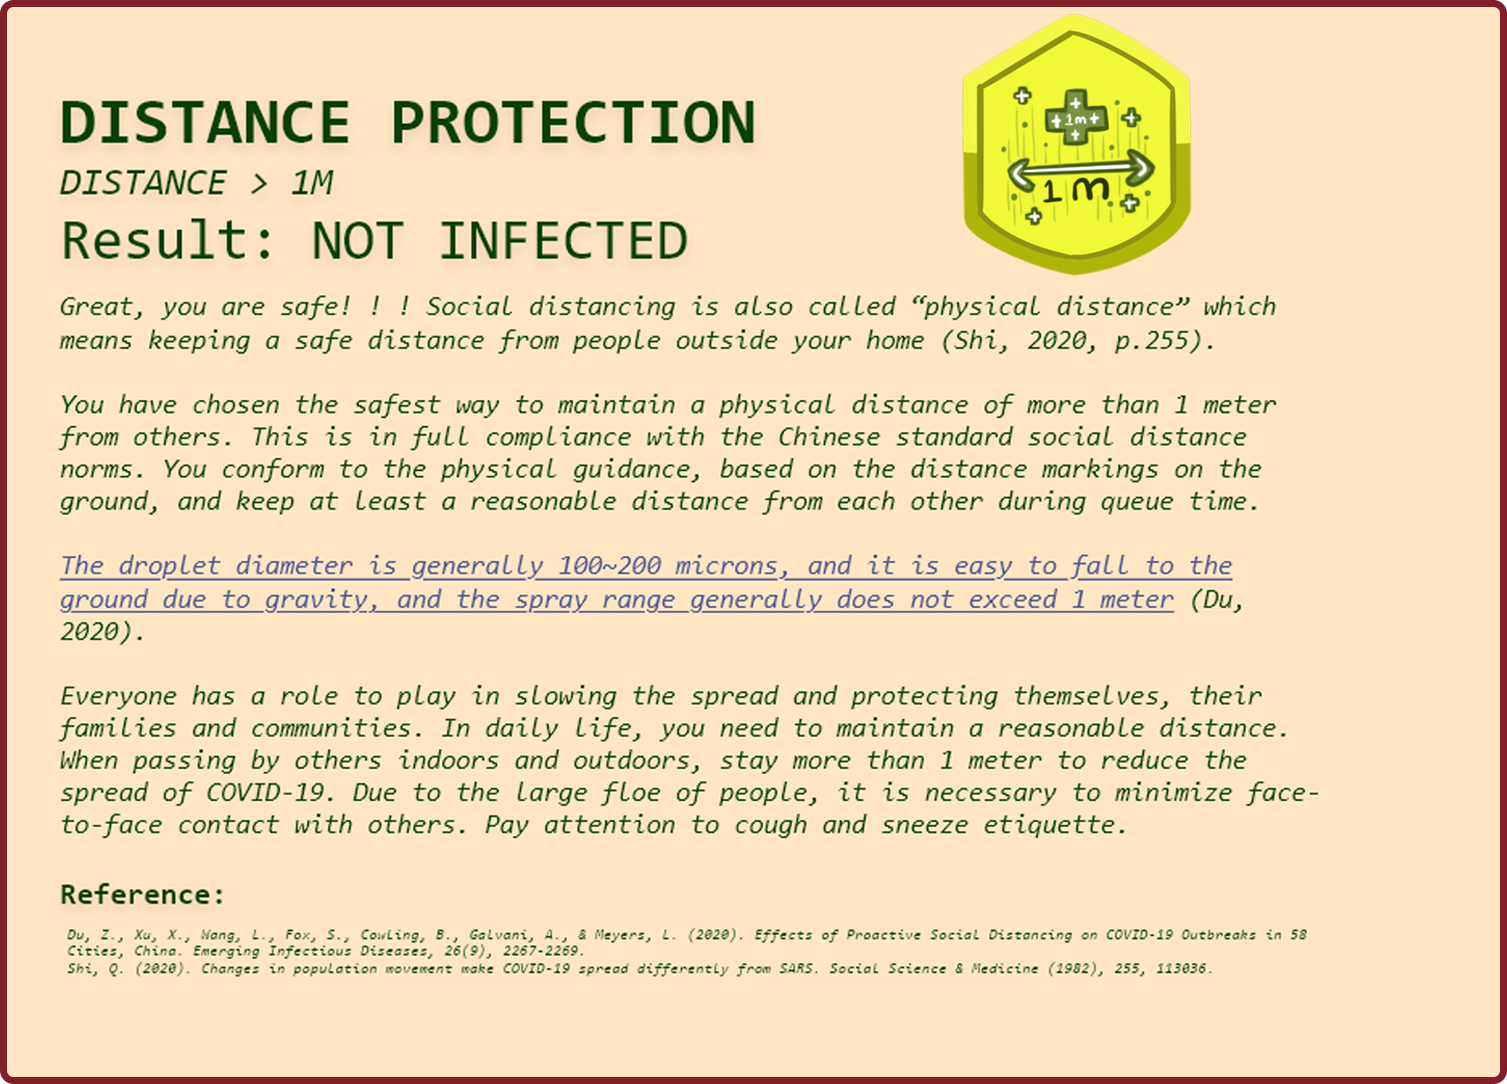 DISTANCE PROTECTION
DISTANCE > 1M
Result: NOT INFECTED
1m
1 m
Great, you are safe! ! ! Social distancing is also called “physical distance” which
means keeping a safe distance from people outside your home (Shi, 2020, p.255).
You have chosen the safest way to maintain a physical distance of more than 1 meter
from others. This is in full compliance with the Chinese standard social distance
norms. You conform to the physical guidance, based on the distance markings on the
ground, and keep at least a reasonable distance from each other during queue time.
The droplet diameter is generally 100~200 microns, and it is easy to fall to the
ground due to gravity, and the spray range generally does not exceed 1 meter (Du,
2020).
Everyone has a role to play in slowing the spread and protecting themselves, their
families and communities. In daily life, you need to maintain a reasonable distance.
When passing by others indoors and outdoors, stay more than 1 meter to reduce the
spread of COVID-19. Due to the large floe of people, it is necessary to minimize face-
to-face contact with others. Pay attention to cough and sneeze etiquette.
Reference:
Du, Z., Xu, X., Wang, L., Fox, S., Cowling, B., Galvani, A., & Meyers, L. (2020). Effects of Proactive Social Distancing on COVID-19 Outbreaks in 58
Cities, China. Emerging Infectious Diseases, 26(9), 2267-2269.
Shi, Q. (2020). Changes in population movement make COVID-19 spread differently from SARS. Social Science & Medicine (1982), 255, 113036.